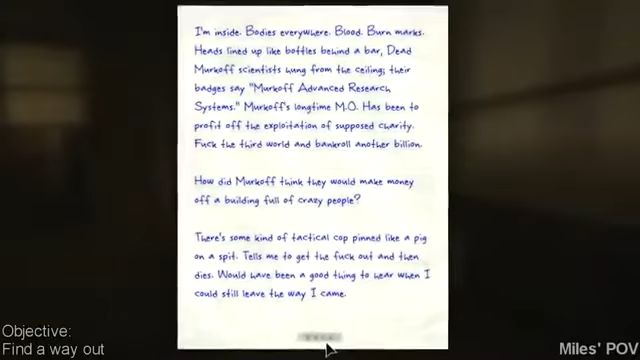 I'm inside. Bodies everywhere. Blood. Burn marks.
Heads lined up like bottles behind a bar, Dead
Murkoff scientists hung from the ceiling; their
badges say "Murkoff Advanced Research
Systems." Murkoff's longtime M.O. Has been to
profit off the exploitation of supposed charity.
Fuck the third world and bankroll another billion.
How did Murkoff think they would make money
off a building full of crazy people?
There's some kind of tactical cop pinned like a pig
on a spit. Tells me to get the fuck out and then
dies. Would have been a good thing to hear when I
could still leave the way I came.
Objective:
Find a way out
Miles' POV